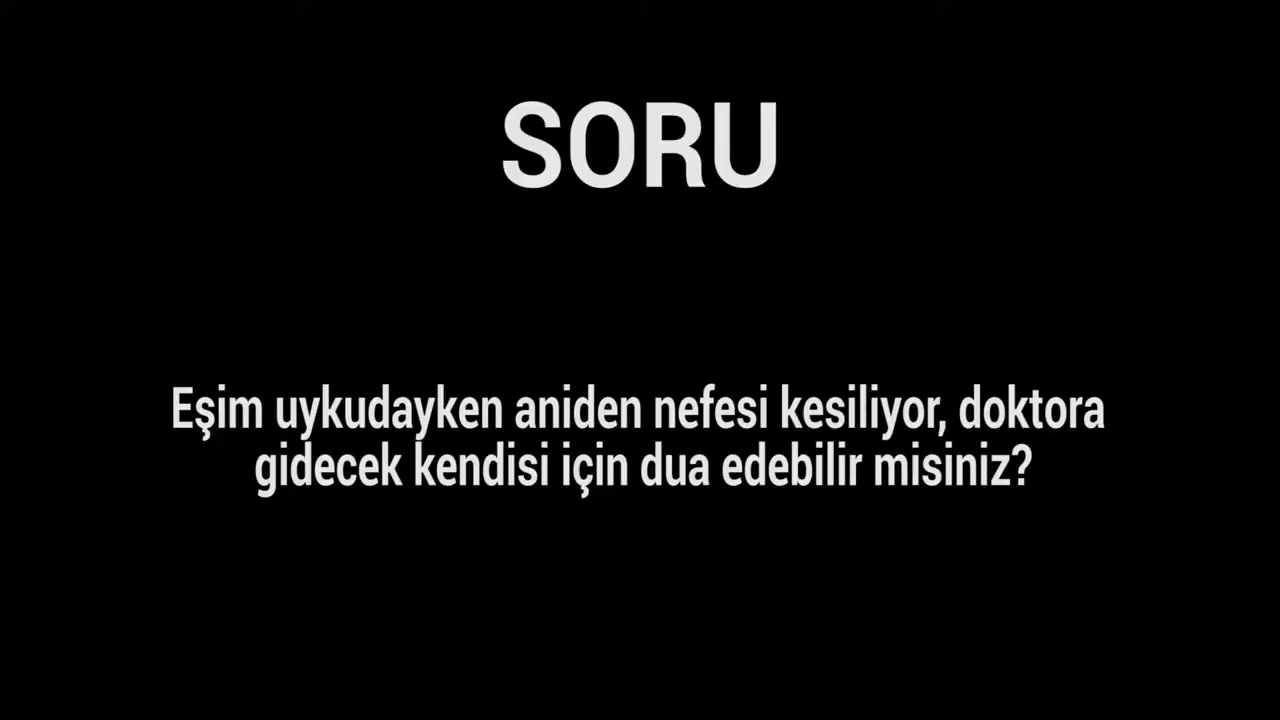 SORU
Eşim uykudayken aniden nefesi kesiliyor, doktora
gidecek kendisi için dua edebilir misiniz?